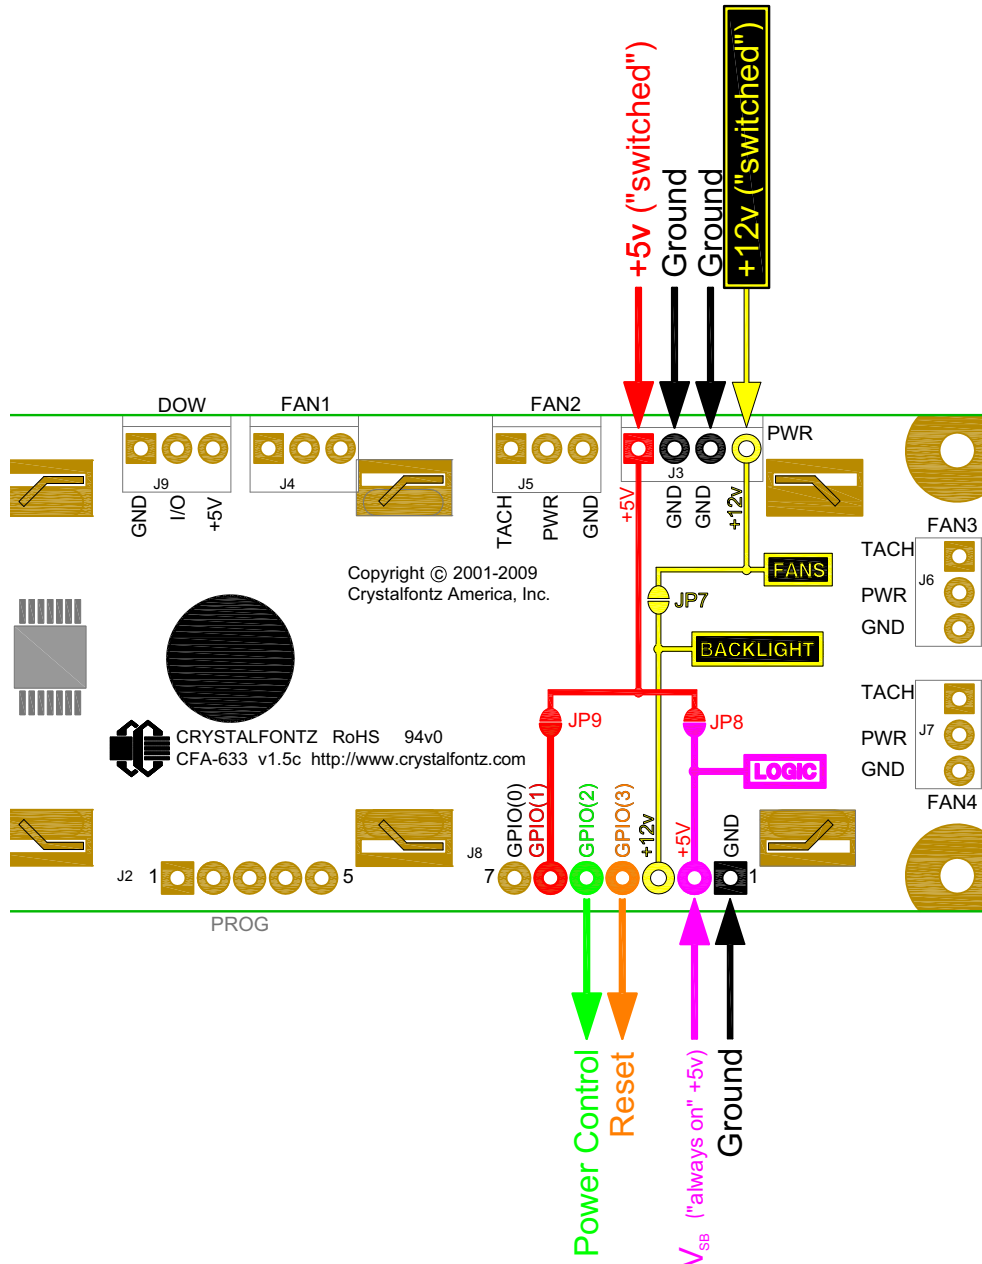 +5v ("switched")
Ground
Ground
+12v ("switched")
DOW
FAN1
FAN2
PWR
J9
J4
J5
J3
GND
I/O
+5V
TACH
PWR
GND
+5V
GND
GND
+12v
FAN3
TACH
J6
PWR
GND
Copyright © 2001-2009
Crystalfontz America, Inc.
FANS
JP7
BACKLIGHT
TACH
J7
PWR
GND
FAN4
JP9
JP8
CRYSTALFONTZ RoHS 94v0
CFA-633 v1.5c http://www.crystalfontz.com
LOGIC
GPIO(0)
GPIO(1)
GPIO(2)
GPIO(3)
+12v
+5V
GND
J8
J2
1
5
7
1
PROG
Power Control
Reset
VSB ("always on" +5v)
Ground